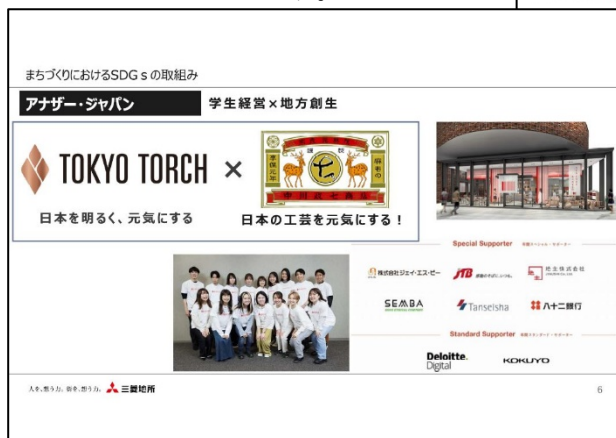 まちづくりにおけるSDGsの取組み
アナザー・ジャパン
学生経営×地方創生
TOKYO TORCH
×
七
日本を明るく、元気にする
日本の工芸を元気にする！
Special Supporter
株式会社ジェイ・エス・ビー
JTB
SEMBA
Tanseisha
八十二銀行
Standard Supporter
Deloitte.
Digital
KOKUYO
人を、想う力。街を、想う力。
三菱地所
6